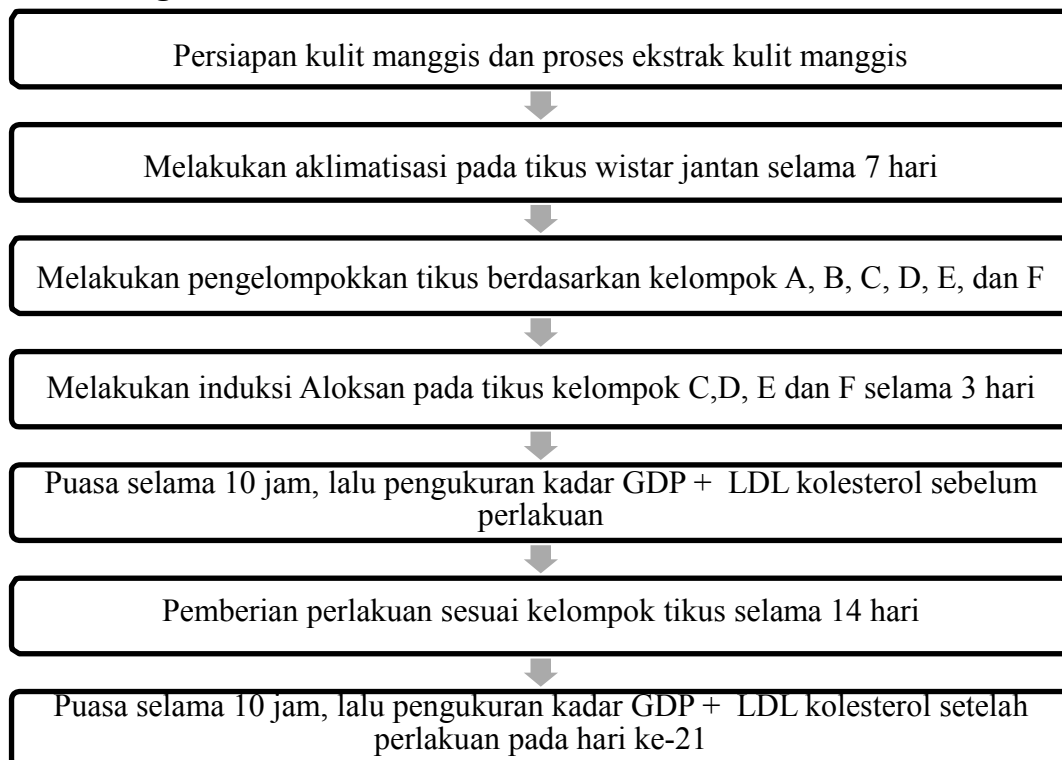 Persiapan kulit manggis dan proses ekstrak kulit manggis
Melakukan aklimatisasi pada tikus wistar jantan selama 7 hari
Melakukan pengelompokkan tikus berdasarkan kelompok A, B, C, D, E, dan F
Melakukan induksi Aloksan pada tikus kelompok C,D, E dan F selama 3 hari
Puasa selama 10 jam, lalu pengukuran kadar GDP + LDL kolesterol sebelum
perlakuan
Pemberian perlakuan sesuai kelompok tikus selama 14 hari
Puasa selama 10 jam, lalu pengukuran kadar GDP + LDL kolesterol setelah
perlakuan pada hari ke-21